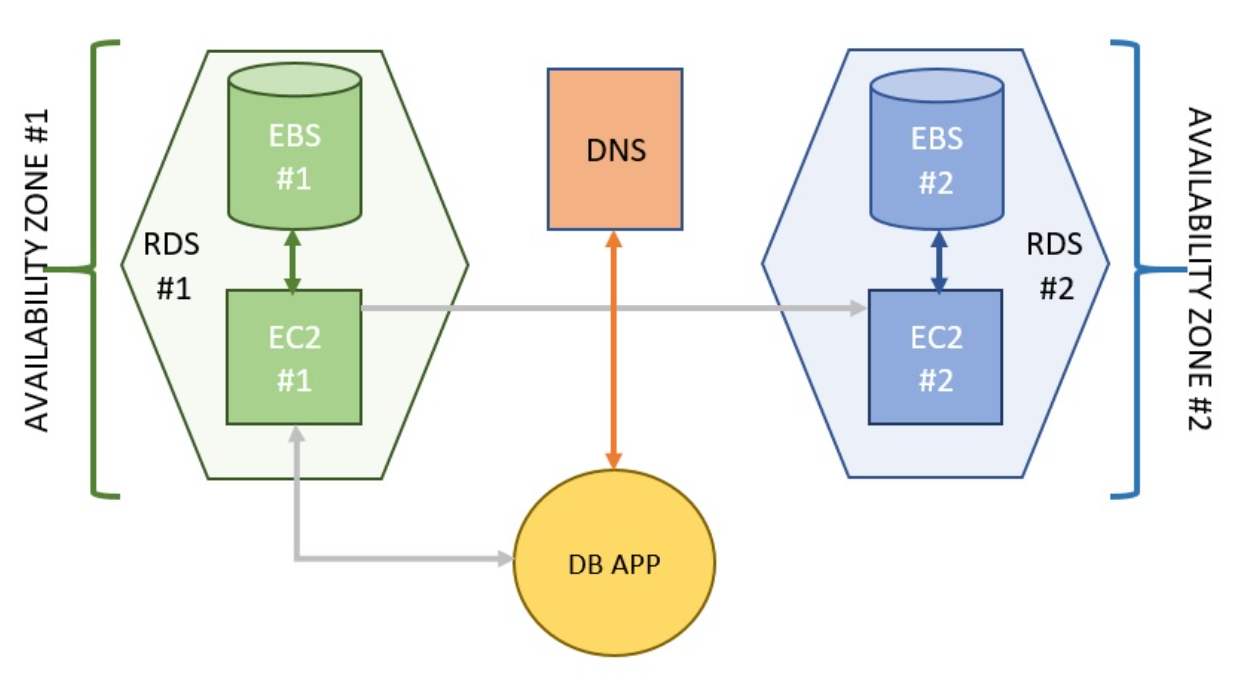 AVAILABILITY ZONE #1
EBS
#1
RDS
#1
EC2
#1
DNS
DB APP
EBS
#2
RDS
#2
EC2
#2
AVAILABILITY ZONE #2